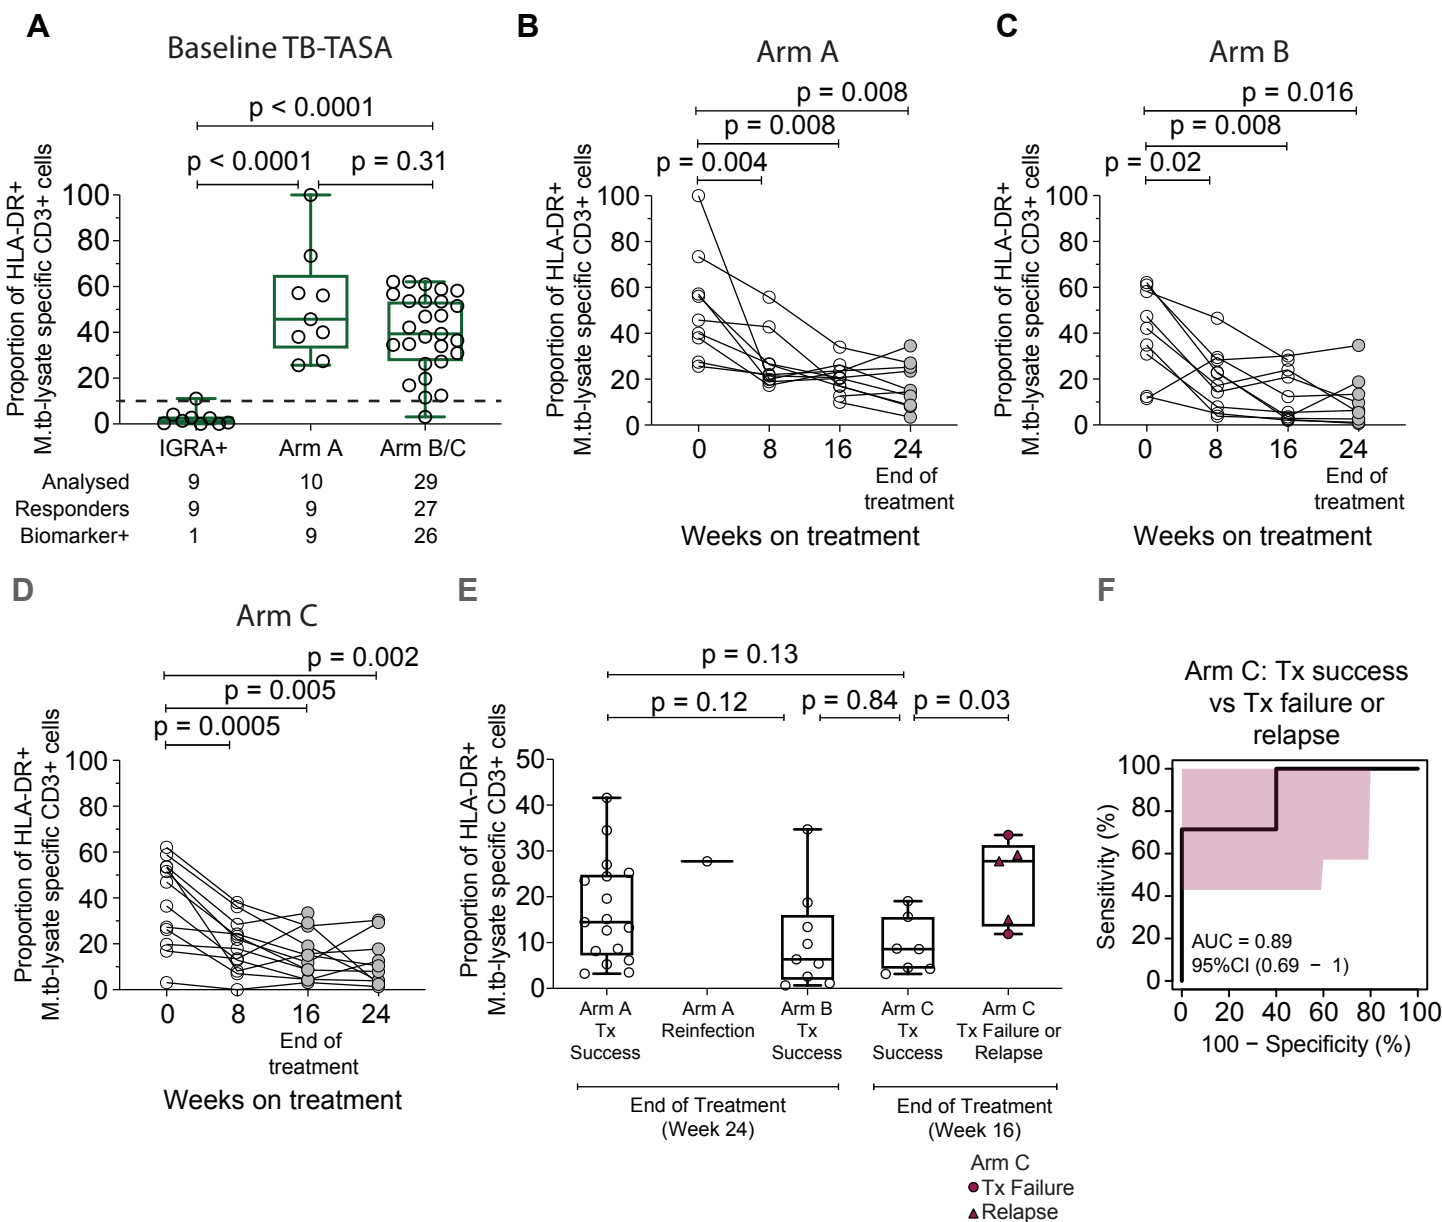 A
Baseline TB-TASA
p < 0.0001
p < 0.0001
p = 0.31
Proportion of HLA-DR+
M.tb-lysate specific CD3+ cells
100
80
60
40
20
0
IGRA+ Arm A Arm B/C
Analysed 9 10 29
Responders 9 9 27
Biomarker+ 1 9 26
B
Arm A
p = 0.008
p = 0.008
p = 0.004
Proportion of HLA-DR+
M.tb-lysate specific CD3+ cells
100
80
60
40
20
0
0 8 16 24
End of
treatment
Weeks on treatment
C
Arm B
p = 0.016
p = 0.008
p = 0.02
Proportion of HLA-DR+
M.tb-lysate specific CD3+ cells
100
80
60
40
20
0
0 8 16 24
End of
treatment
Weeks on treatment
D
Arm C
p = 0.002
p = 0.005
p = 0.0005
Proportion of HLA-DR+
M.tb-lysate specific CD3+ cells
100
80
60
40
20
0
0 8 16 24
End of
treatment
Weeks on treatment
E
p = 0.13
p = 0.12
p = 0.84
p = 0.03
Proportion of HLA-DR+
M.tb-lysate specific CD3+ cells
50
40
30
20
10
0
Arm A
Tx
Success
Arm A
Reinfection
Arm B
Tx
Success
Arm C
Tx
Success
Arm C
Tx Failure or
Relapse
End of Treatment
(Week 24)
End of Treatment
(Week 16)
Arm C
Tx Failure
Relapse
F
Arm C: Tx success
vs Tx failure or
relapse
Sensitivity (%)
100
80
60
40
20
0
AUC = 0.89
95%CI (0.69 − 1)
0 20 40 60 80 100
100 − Specificity (%)